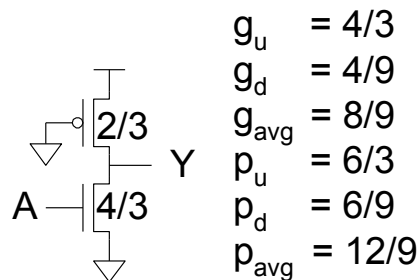 2/3
A
4/3
Y
g_u = 4/3
g_d = 4/9
g_avg = 8/9
p_u = 6/3
p_d = 6/9
p_avg = 12/9